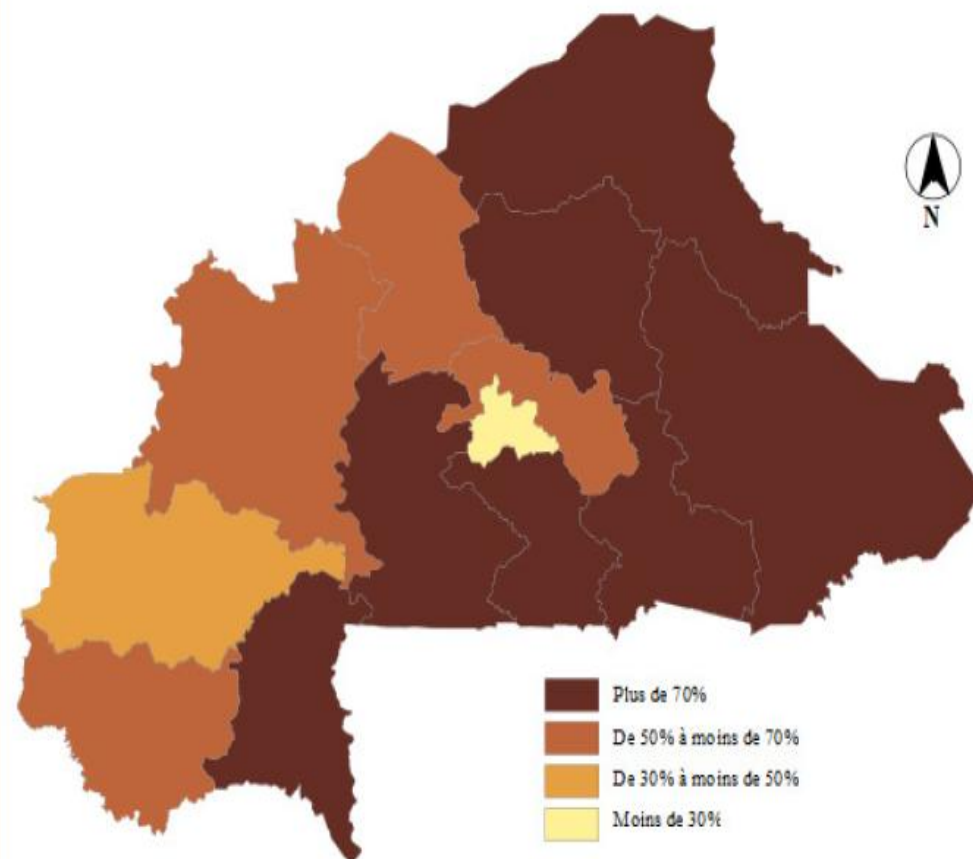 N
Plus de 70%
De 50% à moins de 70%
De 30% à moins de 50%
Moins de 30%